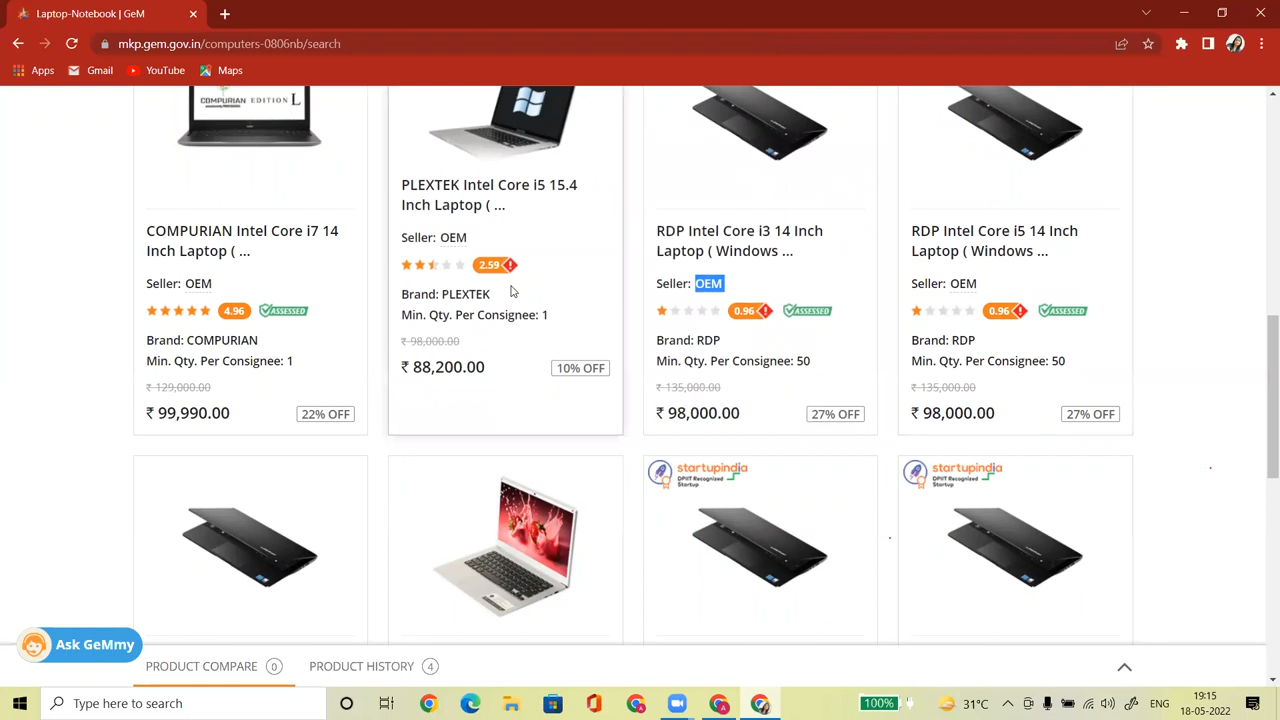 Laptop-Notebook | GeM
mkp.gem.gov.in/computers-0806nb/search
Apps Gmail YouTube Maps
COMPURIAN EDITION L
COMPURIAN Intel Core i7 14
Inch Laptop ( ...
Seller: OEM
4.96 ASSESSED
Brand: COMPURIAN
Min. Qty. Per Consignee: 1
₹ 129,000.00
₹ 99,990.00 22% OFF
PLEXTEK Intel Core i5 15.4
Inch Laptop ( ...
Seller: OEM
2.59
Brand: PLEXTEK
Min. Qty. Per Consignee: 1
₹ 98,000.00
₹ 88,200.00 10% OFF
RDP Intel Core i3 14 Inch
Laptop ( Windows ...
Seller: OEM
0.96 ASSESSED
Brand: RDP
Min. Qty. Per Consignee: 50
₹ 135,000.00
₹ 98,000.00 27% OFF
RDP Intel Core i5 14 Inch
Laptop ( Windows ...
Seller: OEM
0.96 ASSESSED
Brand: RDP
Min. Qty. Per Consignee: 50
₹ 135,000.00
₹ 98,000.00 27% OFF
startupindia
DPIIT Recognized
Startup
startupindia
DPIIT Recognized
Startup
Ask GeMmy
PRODUCT COMPARE 0 PRODUCT HISTORY 4
Type here to search
100% 31°C ENG 19:15
18-05-2022